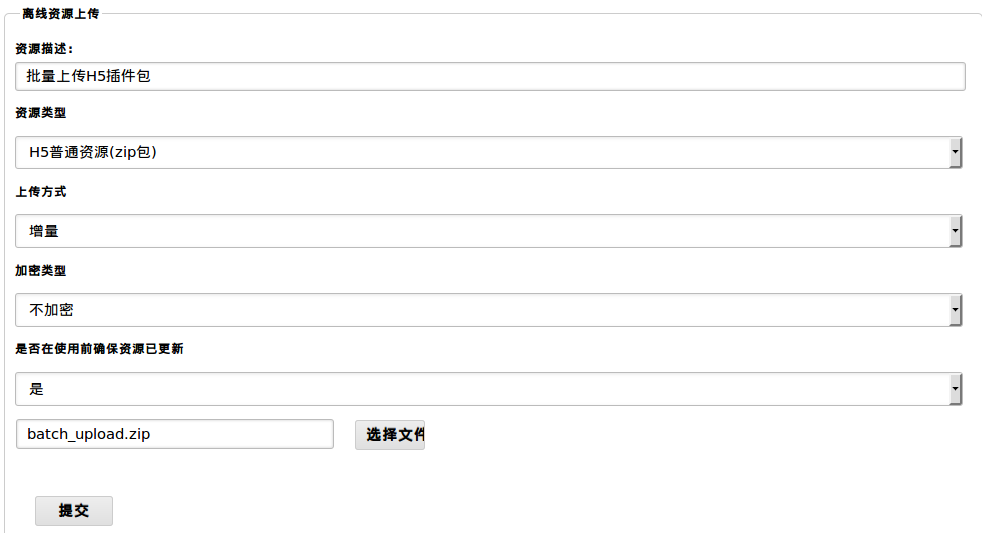 离线资源上传
资源描述:
批量上传H5插件包
资源类型
H5普通资源(zip包)
上传方式
增量
加密类型
不加密
是否在使用前确保资源已更新
是
batch_upload.zip 选择文件
提交